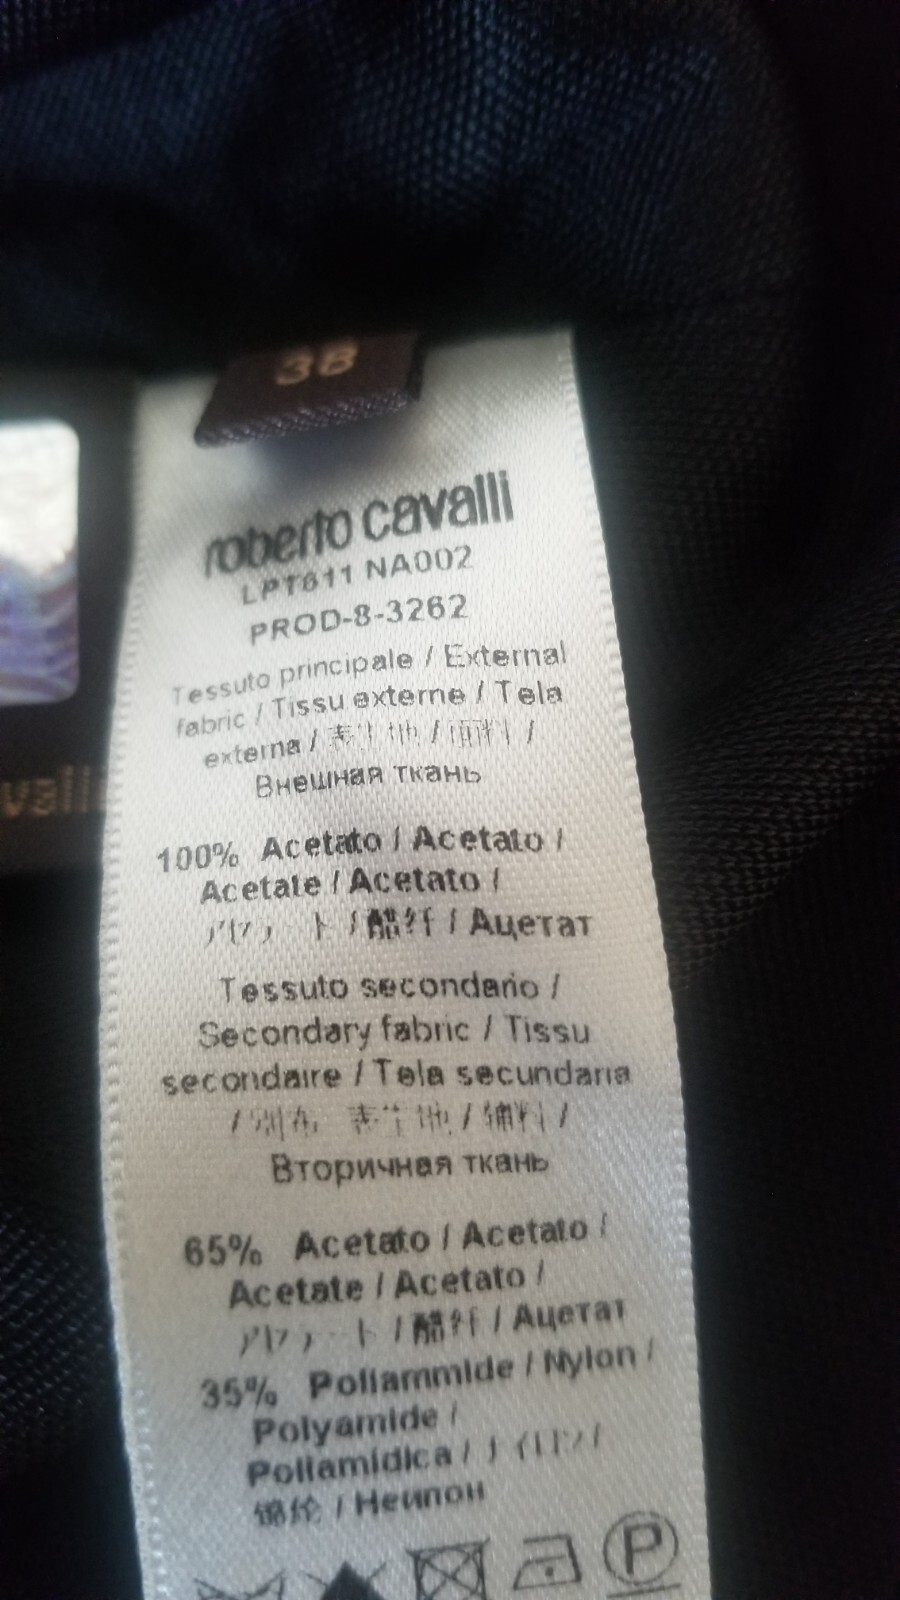 38
roberto cavalli
LPT611 NA002
PROD-8-3262
Tessuto principale / External
fabric / Tissu externe / Tela
externa / 表生地 / 面料 /
Внешная ткань
100% Acetato / Acetato /
Acetate / Acetato /
アセテート / 醋纤 / Ацетат
Tessuto secondario /
Secondary fabric / Tissu
secondaire / Tela secundaria
/ 別布 表生地 / 辅料 /
Вторичная ткань
65% Acetato / Acetato /
Acetate / Acetato /
アセテート / 醋纤 / Ацетат
35% Poliammide / Nylon /
Polyamide /
Poliamidica / ナイロン /
锦纶 / Нейлон
P
valli